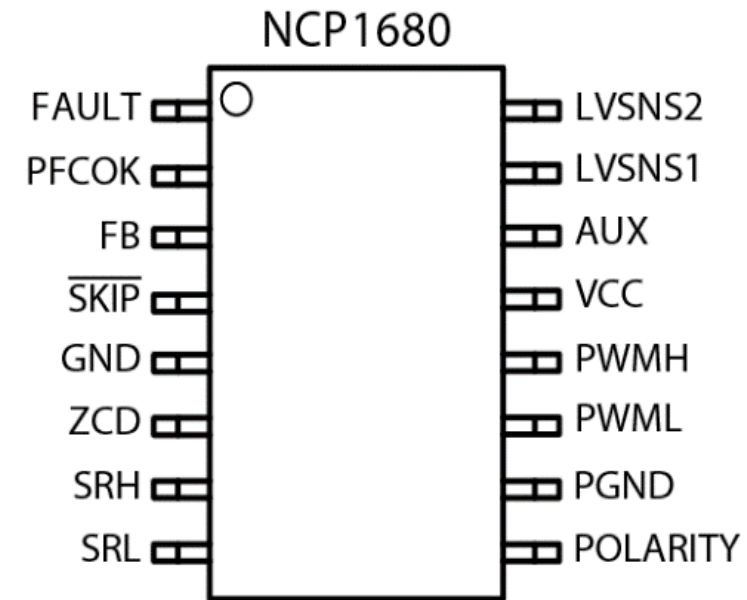 NCP1680
FAULT
LVSNS2
PFCOK
LVSNS1
FB
AUX
SKIP
VCC
GND
PWMH
ZCD
PWML
SRH
PGND
SRL
POLARITY